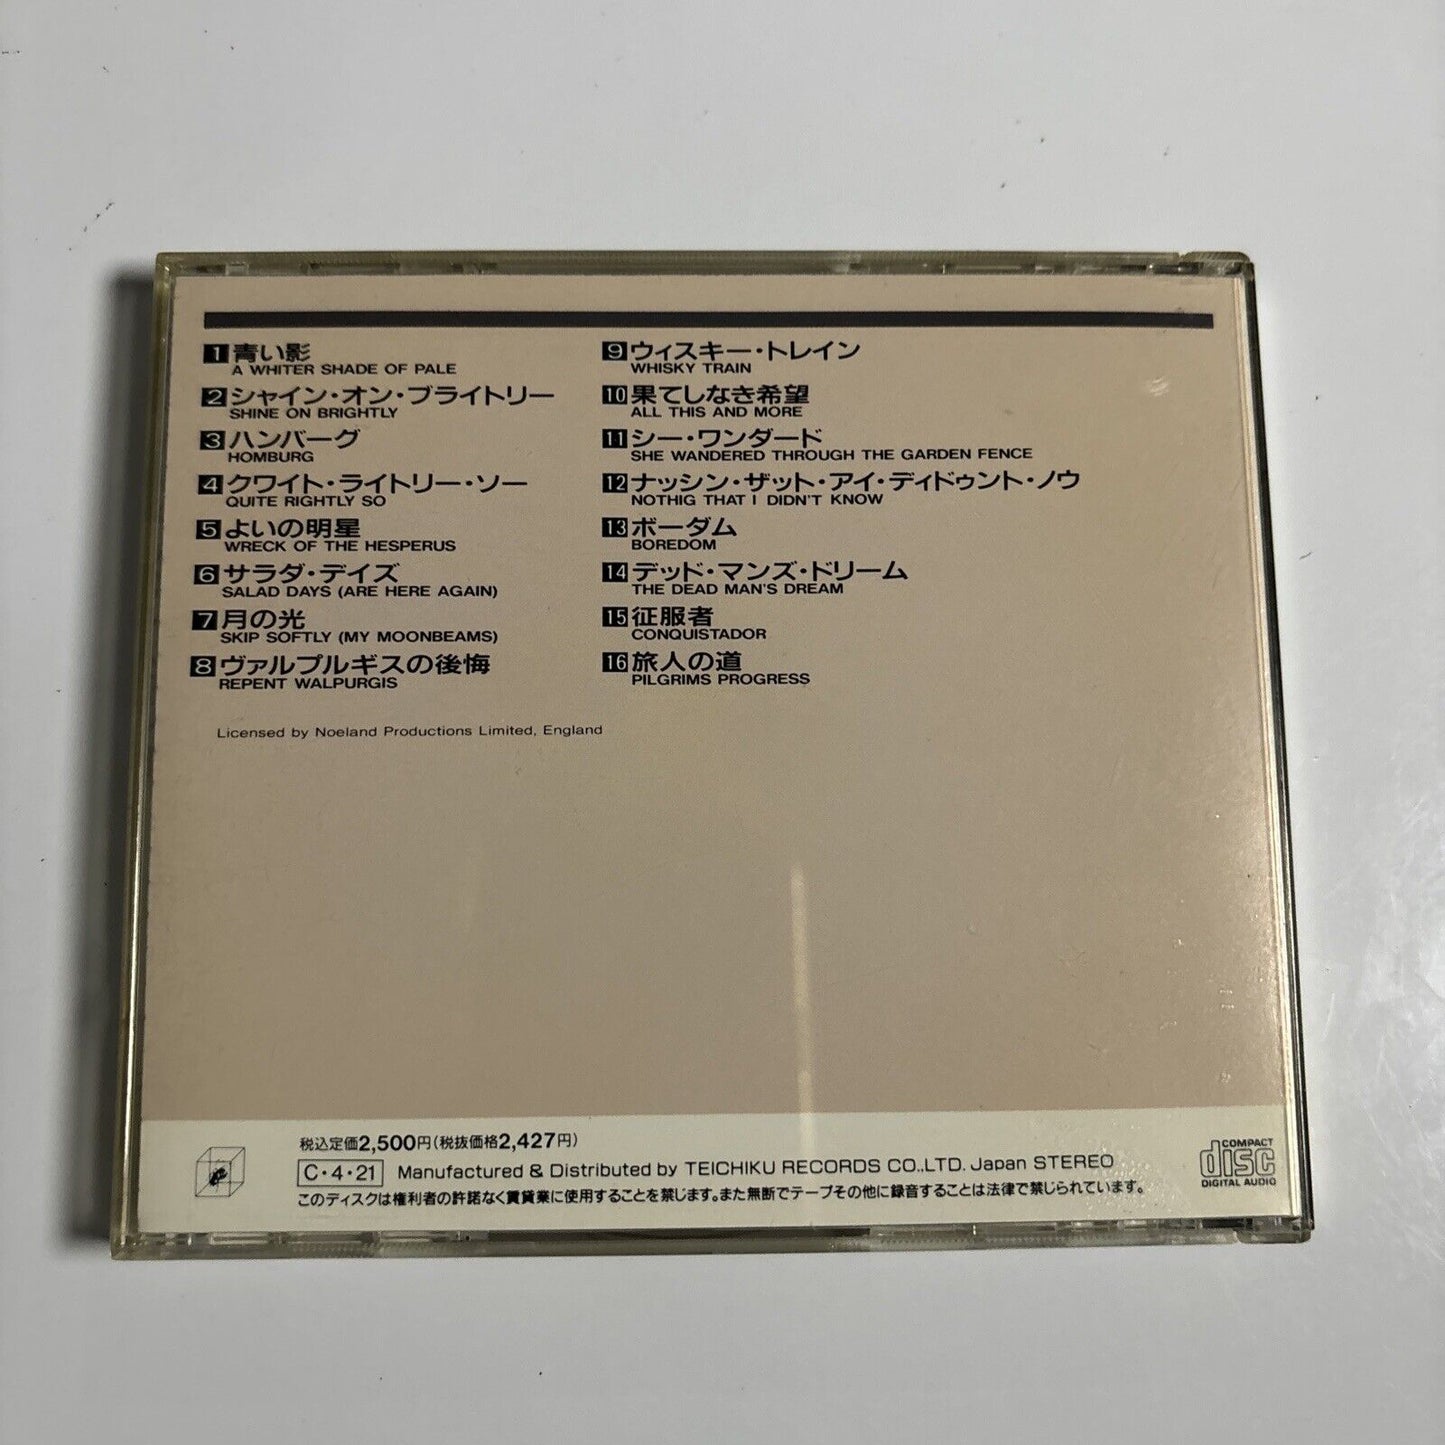 1 青い影
A WHITER SHADE OF PALE
2 シャイン・オン・ブライトリー
SHINE ON BRIGHTLY
3 ハンバーグ
HOMBURG
4 クワイト・ライトリー・ソー
QUITE RIGHTLY SO
5 よいの明星
WRECK OF THE HESPERUS
6 サラダ・デイズ
SALAD DAYS (ARE HERE AGAIN)
7 月の光
SKIP SOFTLY (MY MOONBEAMS)
8 ヴァルプルギスの後悔
REPENT WALPURGIS
9 ウィスキー・トレイン
WHISKY TRAIN
10 果てしなき希望
ALL THIS AND MORE
11 シー・ワンダード
SHE WANDERED THROUGH THE GARDEN FENCE
12 ナッシン・ザット・アイ・ディドゥント・ノウ
NOTHIG THAT I DIDN'T KNOW
13 ボーダム
BOREDOM
14 デッド・マンズ・ドリーム
THE DEAD MAN'S DREAM
15 征服者
CONQUISTADOR
16 旅人の道
PILGRIMS PROGRESS
Licensed by Noeland Productions Limited, England
税込定価2,500円(税抜価格2,427円)
C・4・21 Manufactured & Distributed by TEICHIKU RECORDS CO.,LTD. Japan STEREO
このディスクは権利者の許諾なく賃貸業に使用することを禁じます。また無断でテープその他に録音することは法律で禁じられています。
COMPACT
disc
DIGITAL AUDIO